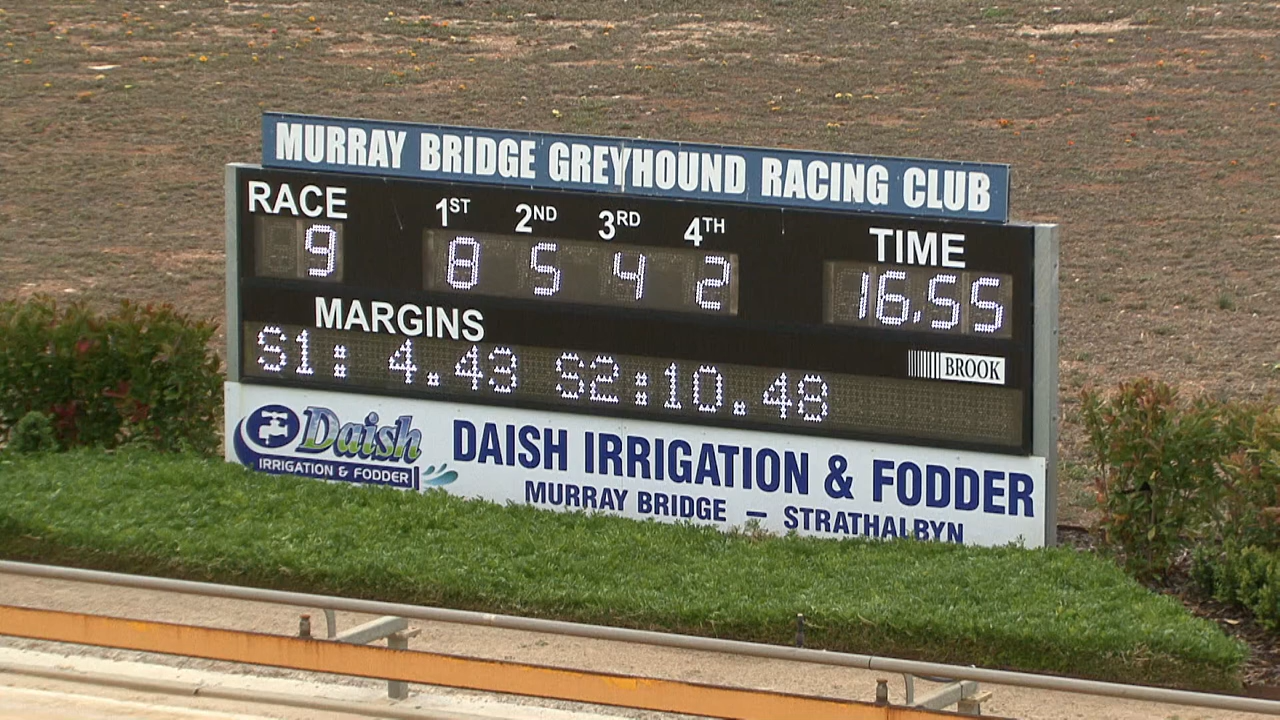 MURRAY BRIDGE GREYHOUND RACING CLUB
RACE 1ST 2ND 3RD 4TH TIME
9 8 5 4 2 16.55
MARGINS
S1: 4.43 S2:10.48
BROOK
Daish
IRRIGATION & FODDER
DAISH IRRIGATION & FODDER
MURRAY BRIDGE – STRATHALBYN